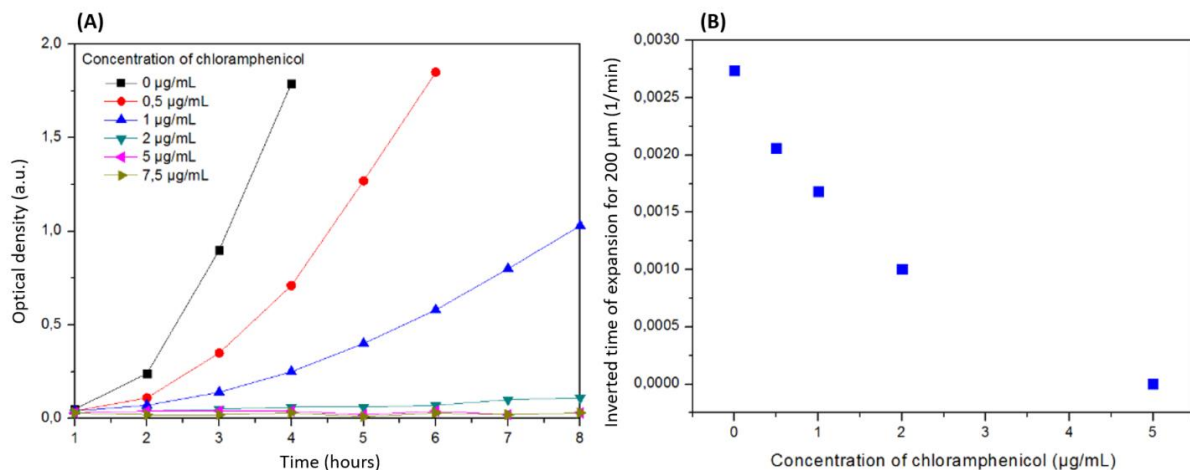 (A)
2,0
1,5
1,0
0,5
0,0
Optical density (a.u.)
Concentration of chloramphenicol
0 µg/mL
0,5 µg/mL
1 µg/mL
2 µg/mL
5 µg/mL
7,5 µg/mL
1 2 3 4 5 6 7 8
Time (hours)
(B)
0,0030
0,0025
0,0020
0,0015
0,0010
0,0005
0,0000
Inverted time of expansion for 200 µm (1/min)
0 1 2 3 4 5
Concentration of chloramphenicol (µg/mL)